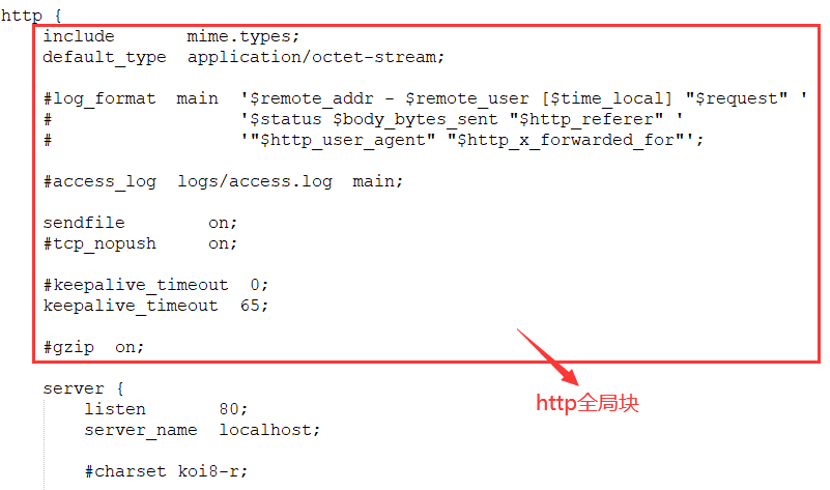 http {
include mime.types;
default_type application/octet-stream;
#log_format main '$remote_addr - $remote_user [$time_local] "$request" '
# '$status $body_bytes_sent "$http_referer" '
# '"$http_user_agent" "$http_x_forwarded_for"';
#access_log logs/access.log main;
sendfile on;
#tcp_nopush on;
#keepalive_timeout 0;
keepalive_timeout 65;
#gzip on;
server {
listen 80;
http全局块
server_name localhost;
#charset koi8-r;